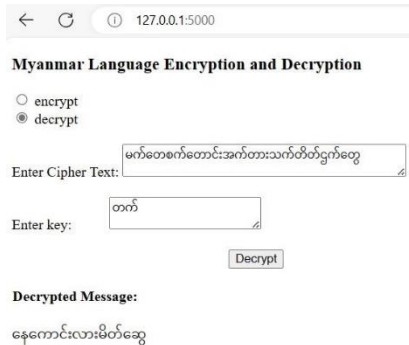 127.0.0.1:5000
Myanmar Language Encryption and Decryption
encrypt
decrypt
Enter Cipher Text: မက်တေစက်တောင်းအက်တားသက်တိတ်ဌက်တွေ
Enter key: တက်
Decrypt
Decrypted Message:
နေကောင်းလားမိတ်ဆွေ